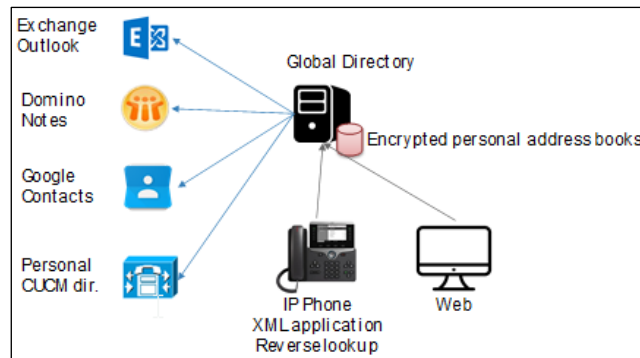 Exchange
Outlook
Global Directory
Domino
Notes
Encrypted personal address books
Google
Contacts
Personal
CUCM dir.
IP Phone
XML application
Reverse lookup
Web